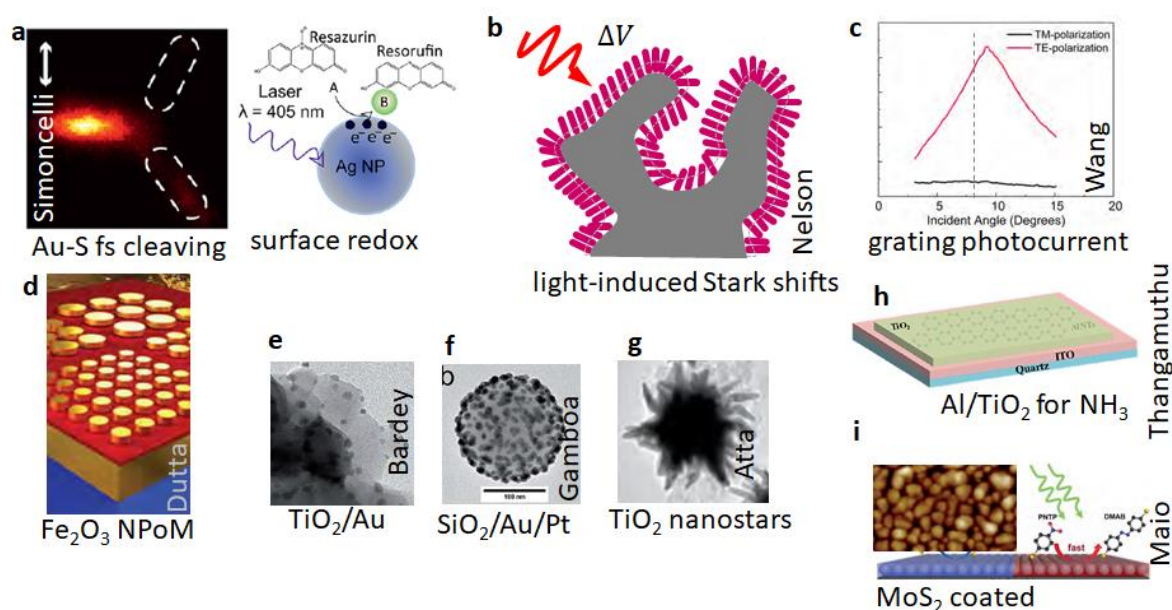 a
Simoncelli
Au-S fs cleaving
Resazurin
Resorufin
Laser
λ = 405 nm
A
B
e⁻ e⁻ e⁻
Ag NP
surface redox
b
ΔV
Nelson
light-induced Stark shifts
c
TM-polarization
TE-polarization
Wang
0 5 10 15 20
Incident Angle (Degrees)
grating photocurrent
d
Dutta
Fe₂O₃ NPoM
e
Bardey
TiO₂/Au
f
b
100 nm
Gamboa
SiO₂/Au/Pt
g
Atta
TiO₂ nanostars
h
TiO₂
ITO
Quartz
Al/TiO₂ for NH₃
Thangamuthu
i
PNTP
DMAB
fast
Maio
MoS₂ coated